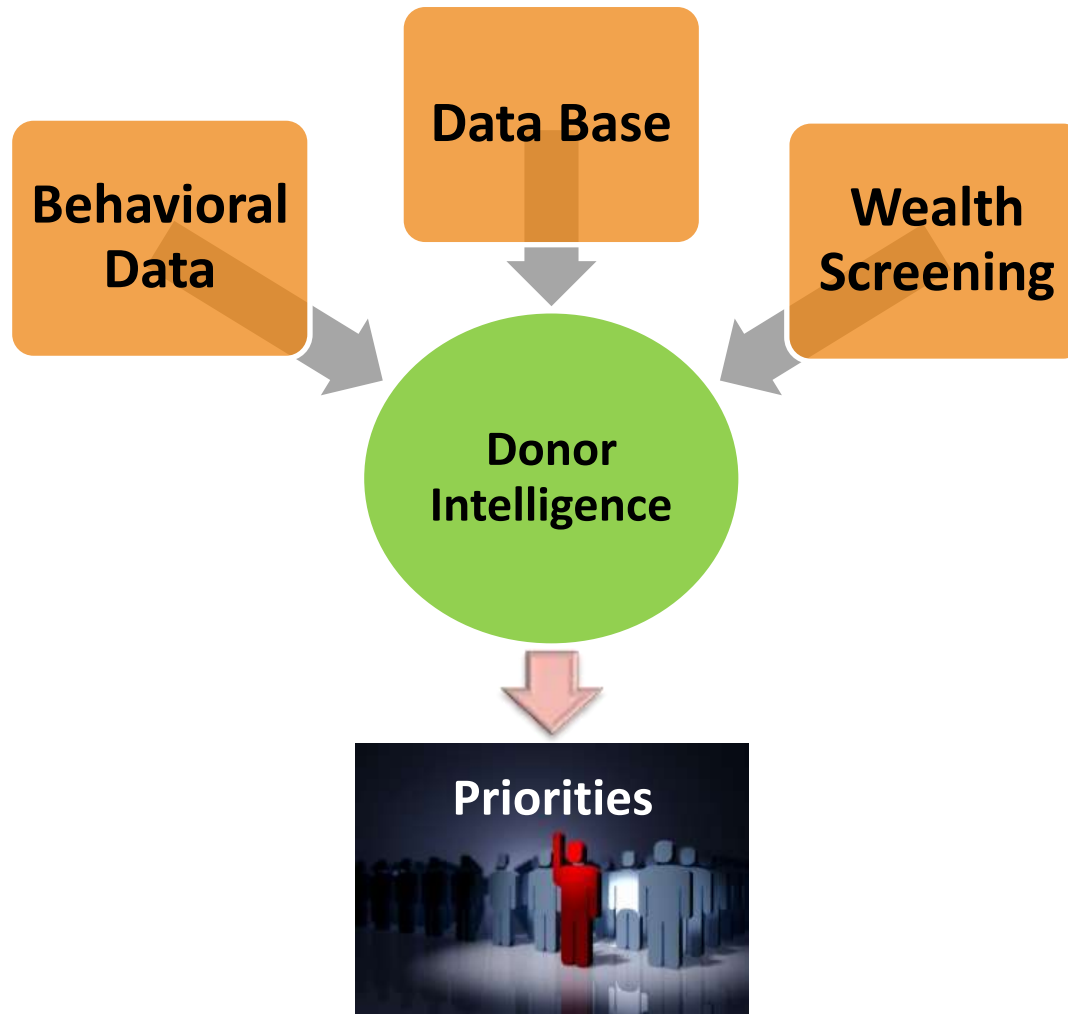 Data Base
Behavioral
Data
Wealth
Screening
Donor
Intelligence
Priorities